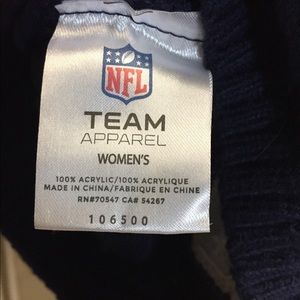 NFL
TEAM
APPAREL
WOMEN'S
100% ACRYLIC/100% ACRYLIQUE
MADE IN CHINA/FABRIQUE EN CHINE
RN#70547 CA# 54267
106500